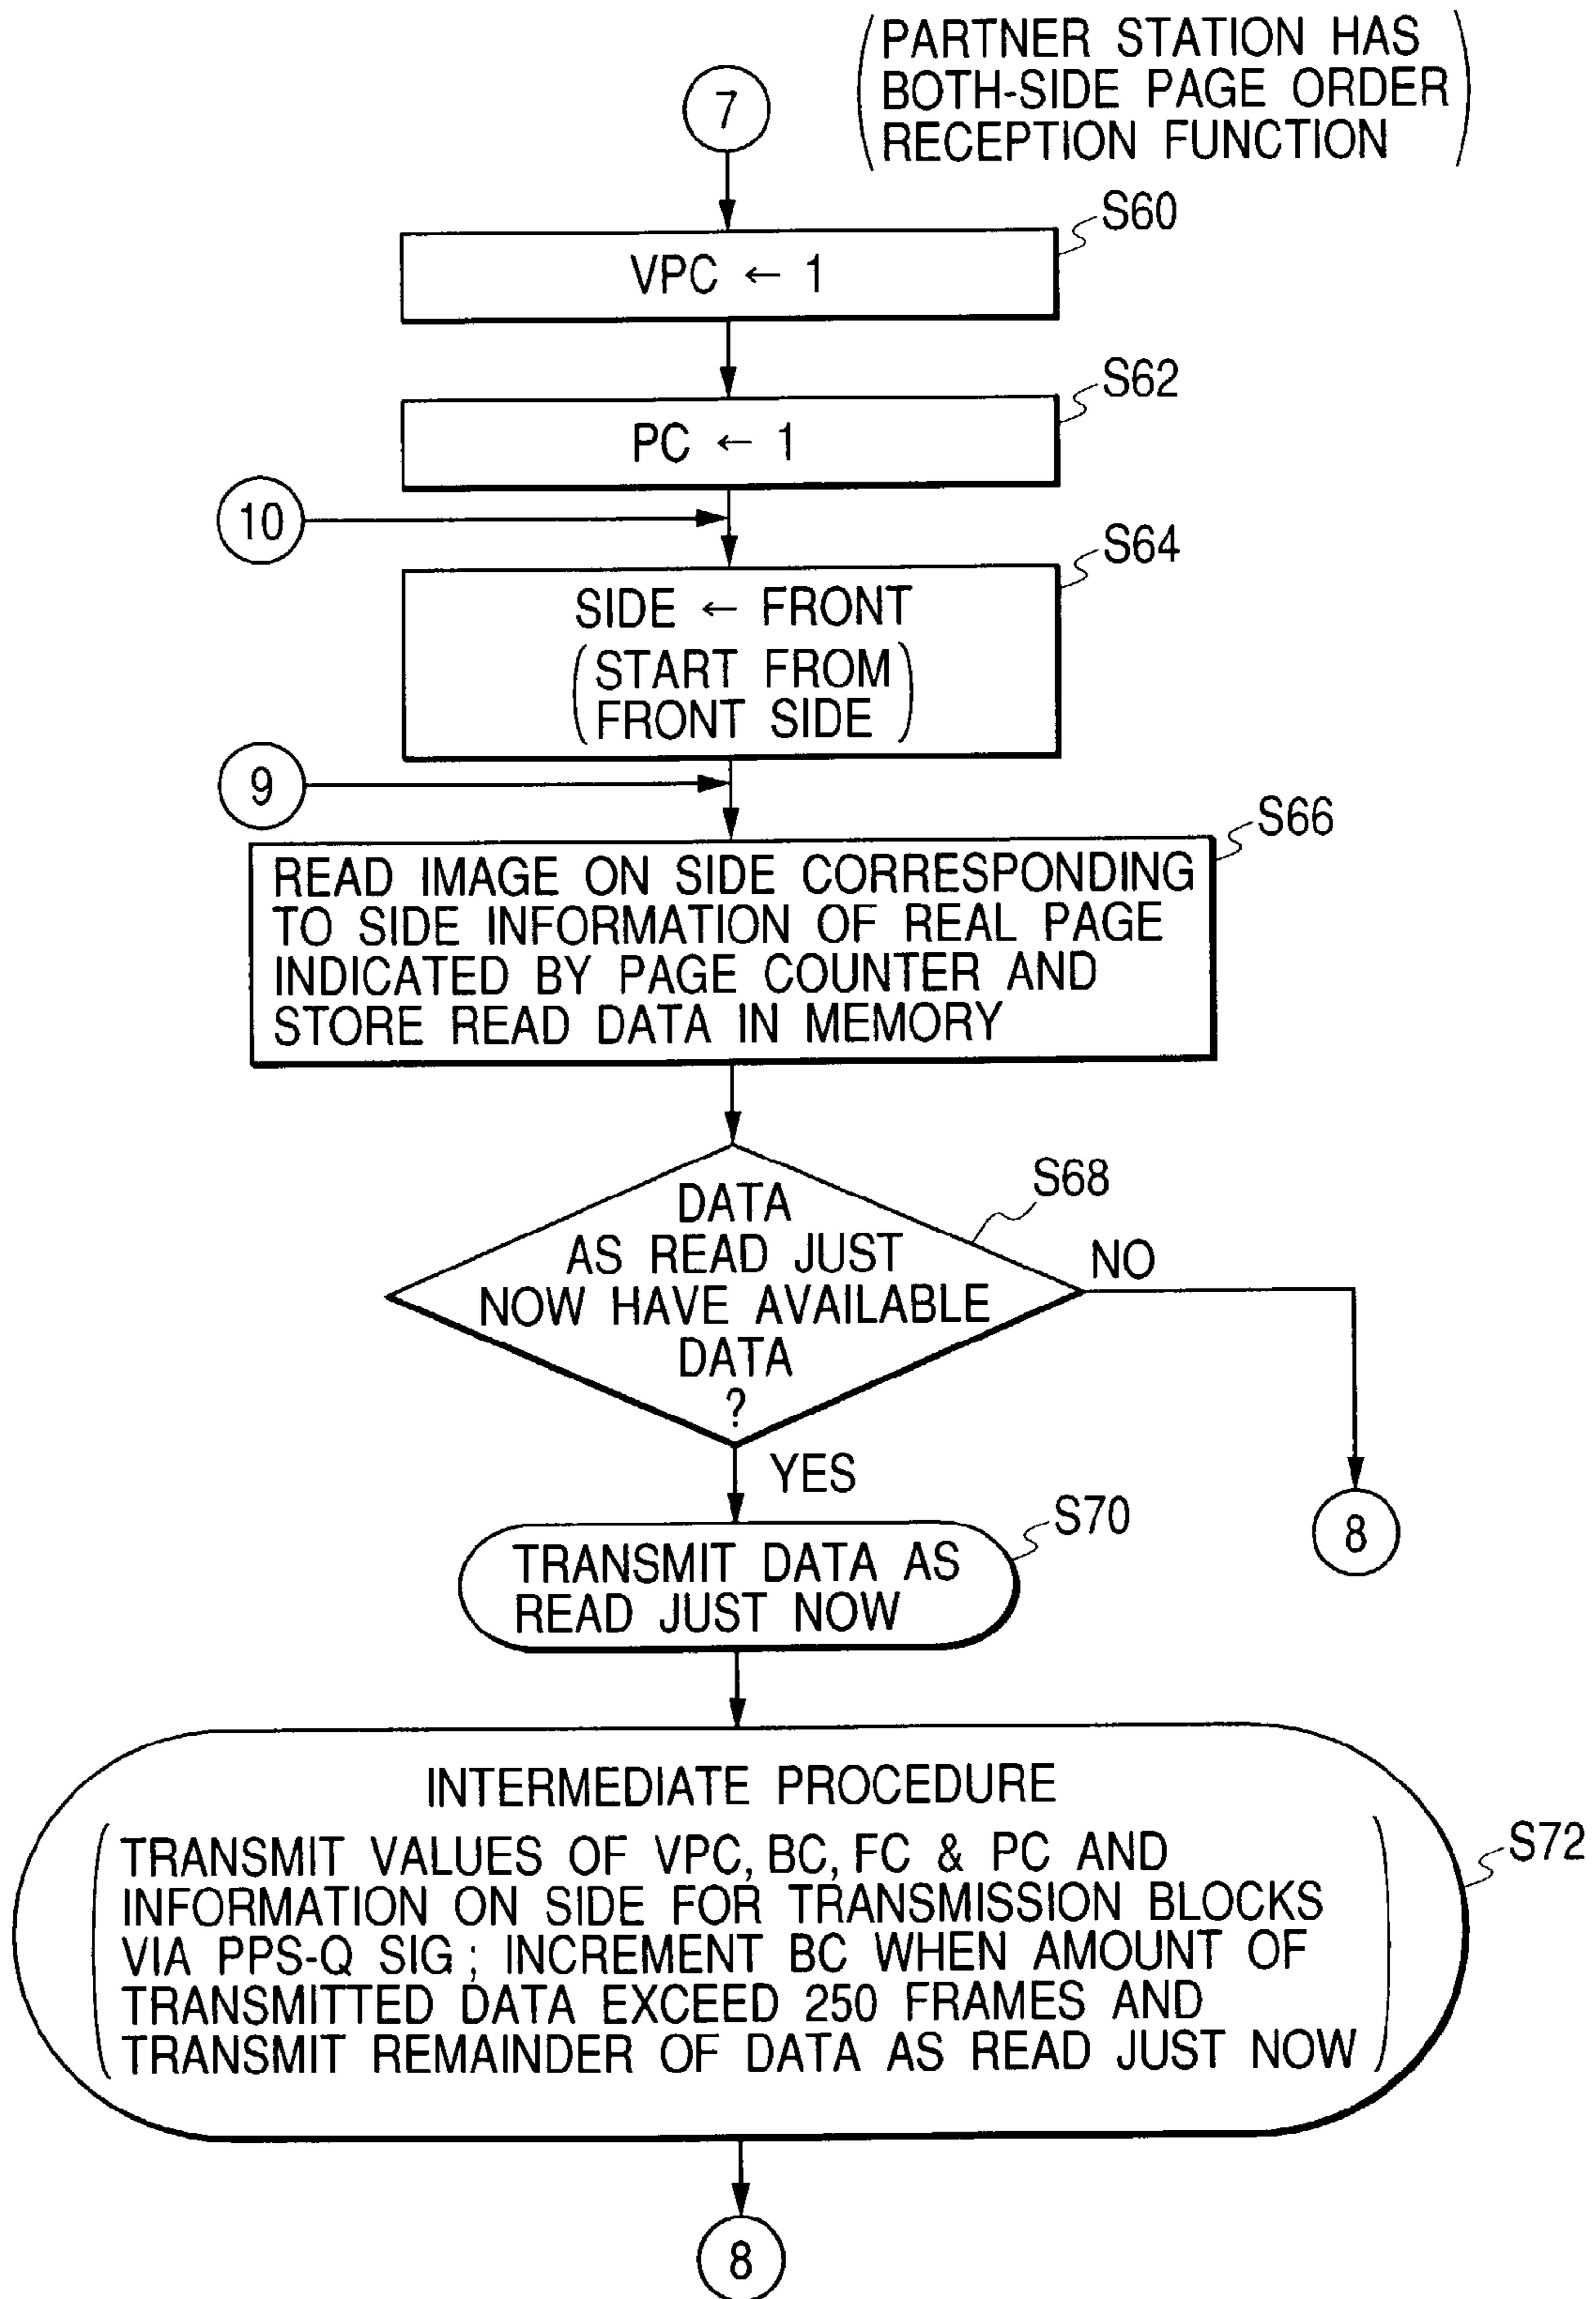 (PARTNER STATION HAS
BOTH-SIDE PAGE ORDER
RECEPTION FUNCTION)
7
S60
VPC ← 1
S62
PC ← 1
10
S64
SIDE ← FRONT
(START FROM
FRONT SIDE)
9
S66
READ IMAGE ON SIDE CORRESPONDING
TO SIDE INFORMATION OF REAL PAGE
INDICATED BY PAGE COUNTER AND
STORE READ DATA IN MEMORY
S68
DATA
AS READ JUST
NOW HAVE AVAILABLE
DATA
?
NO
YES
8
S70
TRANSMIT DATA AS
READ JUST NOW
S72
INTERMEDIATE PROCEDURE
(TRANSMIT VALUES OF VPC, BC, FC & PC AND
INFORMATION ON SIDE FOR TRANSMISSION BLOCKS
VIA PPS-Q SIG ; INCREMENT BC WHEN AMOUNT OF
TRANSMITTED DATA EXCEED 250 FRAMES AND
TRANSMIT REMAINDER OF DATA AS READ JUST NOW)
8